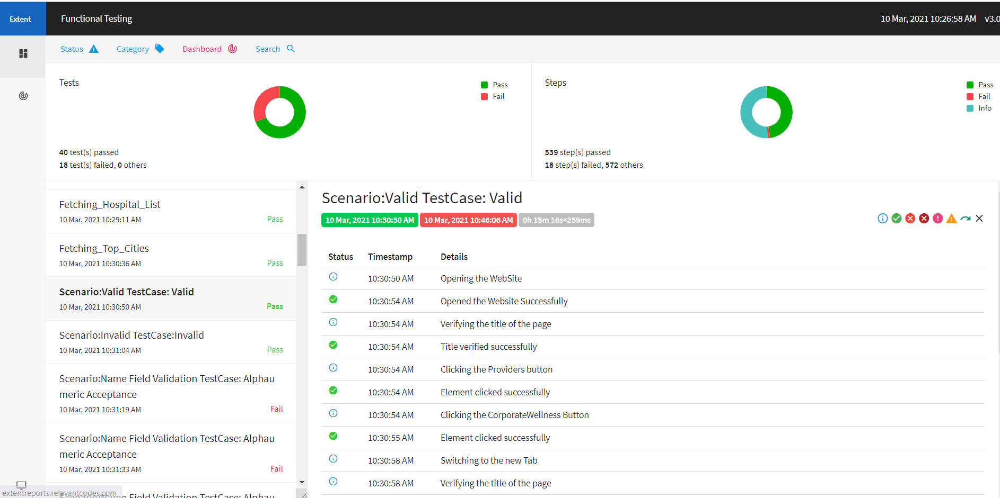 Extent
Functional Testing
10 Mar, 2021 10:26:58 AM v3.0
Status
Category
Dashboard
Search
Tests
Pass
Fail
40 test(s) passed
18 test(s) failed, 0 others
Steps
Pass
Fail
Info
539 step(s) passed
18 step(s) failed, 572 others
Fetching_Hospital_List
10 Mar, 2021 10:29:11 AM Pass
Fetching_Top_Cities
10 Mar, 2021 10:30:36 AM Pass
Scenario:Valid TestCase: Valid
10 Mar, 2021 10:30:50 AM Pass
Scenario:Invalid TestCase:Invalid
10 Mar, 2021 10:31:04 AM Pass
Scenario:Name Field Validation TestCase: Alphau
meric Acceptance
10 Mar, 2021 10:31:19 AM Fail
Scenario:Name Field Validation TestCase: Alphau
meric Acceptance
10 Mar, 2021 10:31:33 AM Fail
Scenario:Name Field Validation TestCase: Alphau
extentreports.relevantcodes.com
Scenario:Valid TestCase: Valid
10 Mar, 2021 10:30:50 AM 10 Mar, 2021 10:46:06 AM 0h 15m 16s+259ms
Status Timestamp Details
10:30:50 AM Opening the WebSite
10:30:54 AM Opened the Website Successfully
10:30:54 AM Verifying the title of the page
10:30:54 AM Title verified successfully
10:30:54 AM Clicking the Providers button
10:30:54 AM Element clicked successfully
10:30:54 AM Clicking the CorporateWellness Button
10:30:55 AM Element clicked successfully
10:30:58 AM Switching to the new Tab
10:30:58 AM Verifying the title of the page